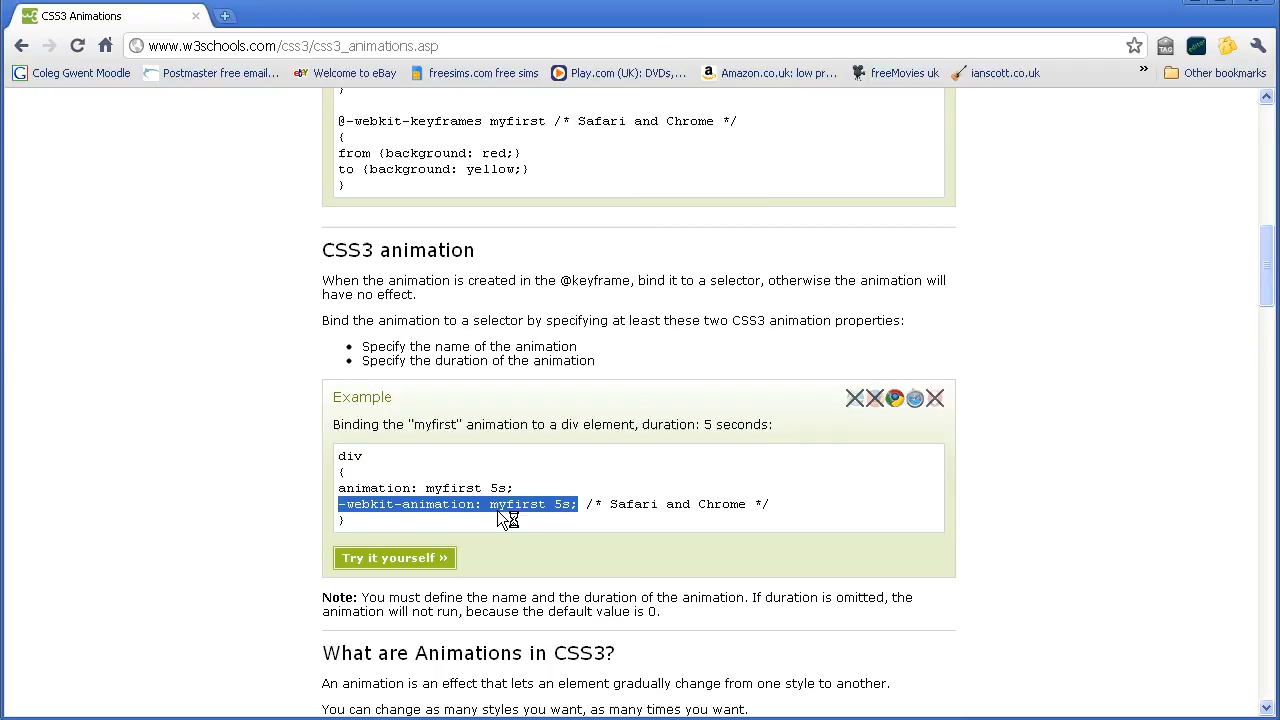 CSS3 Animations
www.w3schools.com/css3/css3_animations.asp
Coleg Gwent Moodle
Postmaster free email...
Welcome to eBay
freesims.com free sims
Play.com (UK): DVDs,...
Amazon.co.uk: low pr...
freeMovies uk
ianscott.co.uk
»
Other bookmarks
}
@-webkit-keyframes myfirst /* Safari and Chrome */
{
from {background: red;}
to {background: yellow;}
}
CSS3 animation
When the animation is created in the @keyframe, bind it to a selector, otherwise the animation will
have no effect.
Bind the animation to a selector by specifying at least these two CSS3 animation properties:
• Specify the name of the animation
• Specify the duration of the animation
Example
Binding the "myfirst" animation to a div element, duration: 5 seconds:
div
{
animation: myfirst 5s;
-webkit-animation: myfirst 5s; /* Safari and Chrome */
}
Try it yourself »
Note: You must define the name and the duration of the animation. If duration is omitted, the
animation will not run, because the default value is 0.
What are Animations in CSS3?
An animation is an effect that lets an element gradually change from one style to another.
You can change as many styles you want, as many times you want.